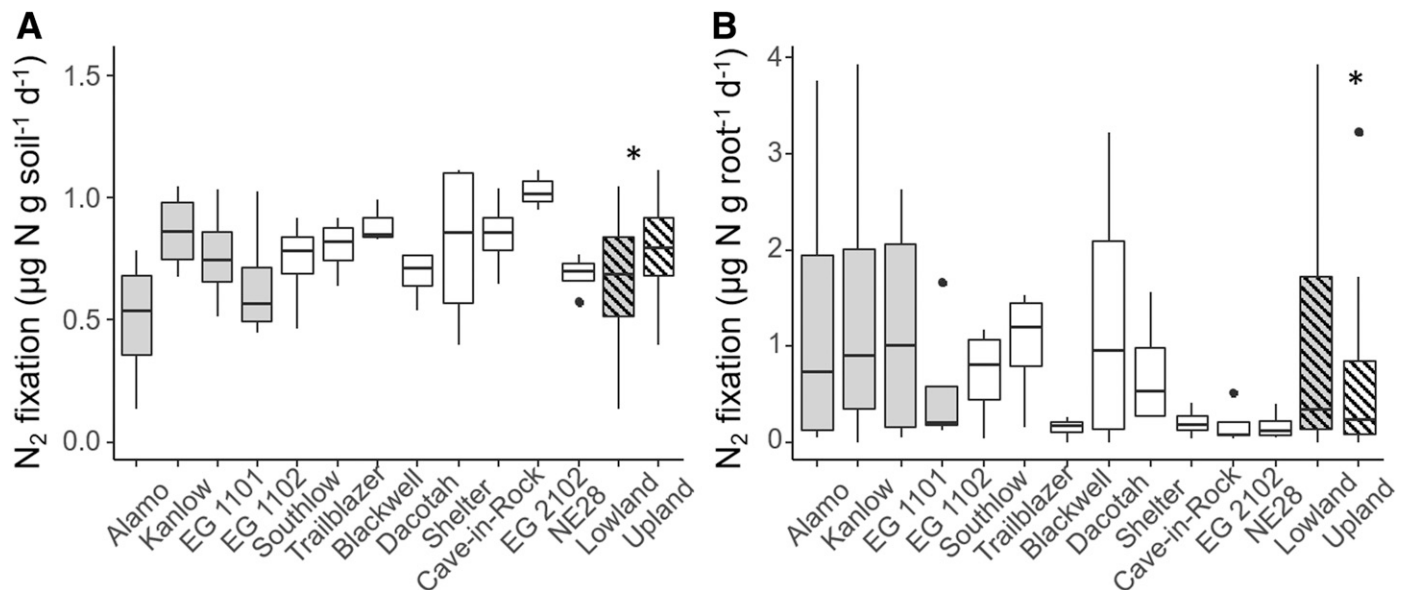 A
N₂ fixation (µg N g soil⁻¹ d⁻¹)
1.5
1.0
0.5
0.0
*
Alamo
Kanlow
EG 1101
EG 1102
Southlow
Trailblazer
Blackwell
Dacotah
Shelter
Cave-in-Rock
EG 2102
NE28
Lowland
Upland
B
N₂ fixation (µg N g root⁻¹ d⁻¹)
4
3
2
1
0
*
Alamo
Kanlow
EG 1101
EG 1102
Southlow
Trailblazer
Blackwell
Dacotah
Shelter
Cave-in-Rock
EG 2102
NE28
Lowland
Upland